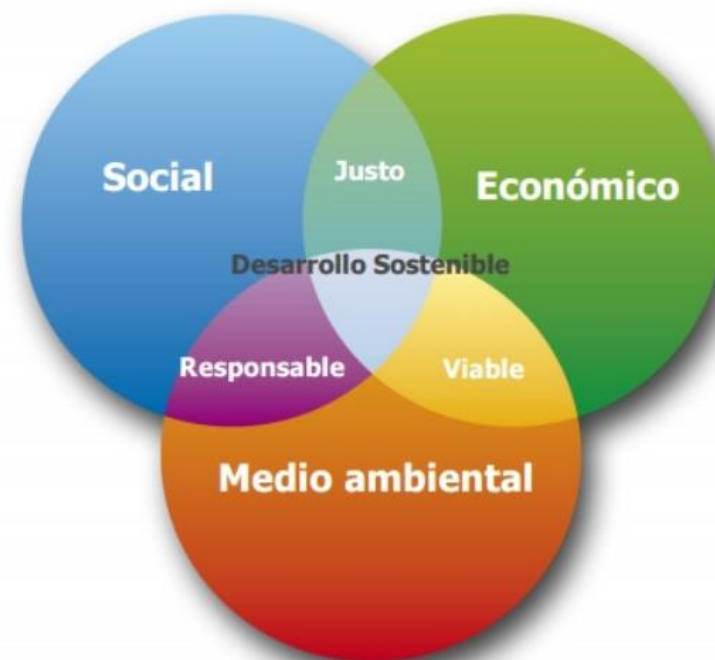 Social
Justo
Económico
Desarrollo Sostenible
Responsable
Viable
Medio ambiental